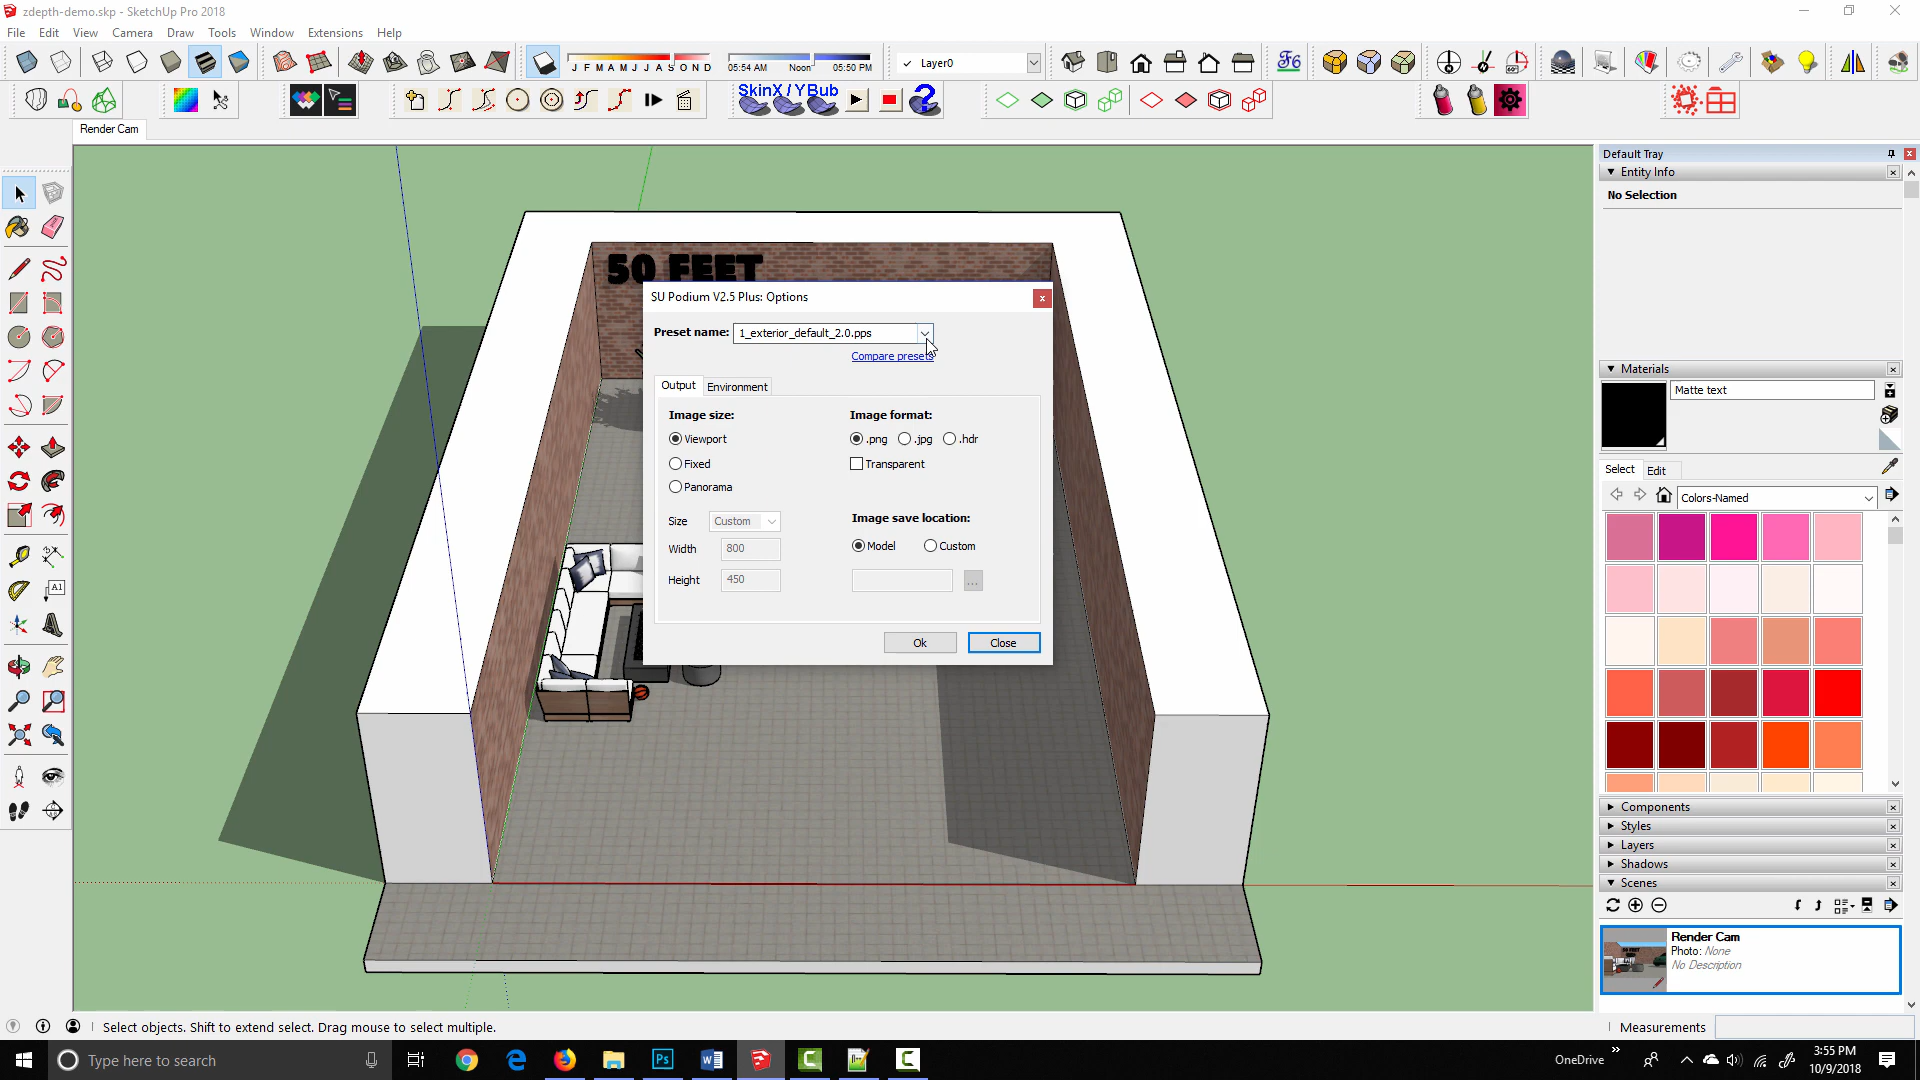 zdepth-demo.skp - SketchUp Pro 2018
File Edit View Camera Draw Tools Window Extensions Help
J F M A M J J A S O N D
05:54 AM Noon 05:50 PM
Layer0
SkinX / YBub
Render Cam
50 FEET
SU Podium V2.5 Plus: Options
Preset name: 1_exterior_default_2.0.pps
Compare presets
Output Environment
Image size:
Viewport
Fixed
Panorama
Size Custom
Width 800
Height 450
Image format:
.png .jpg .hdr
Transparent
Image save location:
Model Custom
...
Ok Close
Default Tray
Entity Info
No Selection
Materials
Matte text
Select Edit
Colors-Named
Components
Styles
Layers
Shadows
Scenes
Render Cam
Photo: None
No Description
Select objects. Shift to extend select. Drag mouse to select multiple.
Measurements
Type here to search
OneDrive
3:55 PM
10/9/2018